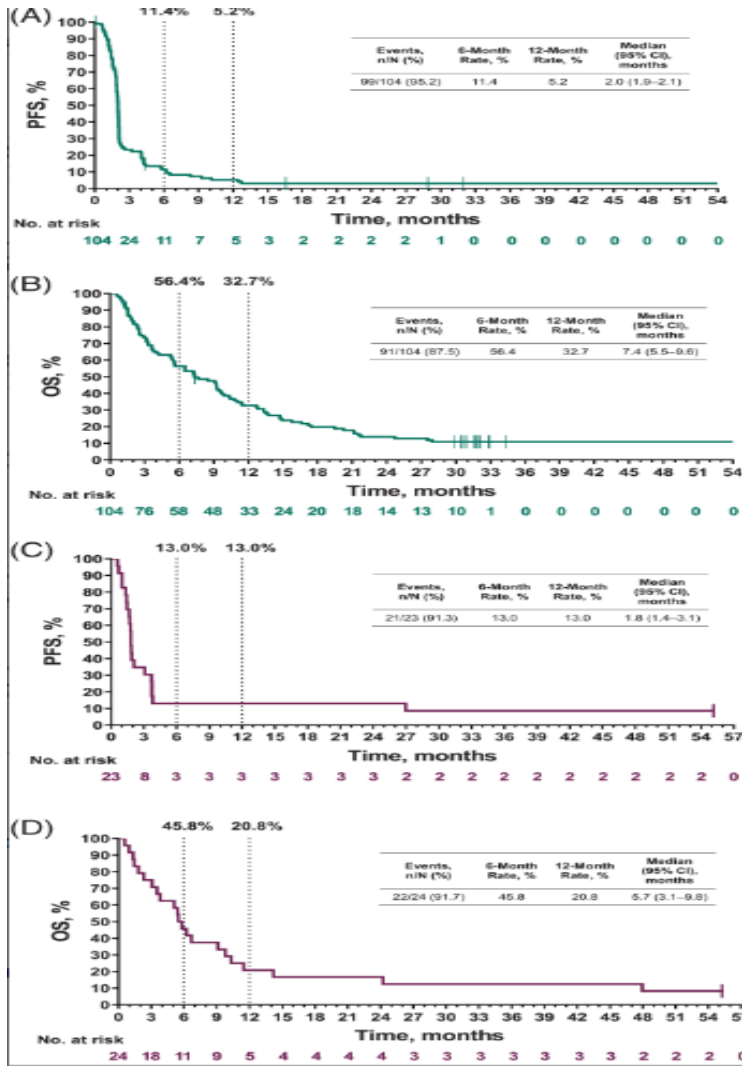 (A)
11.4% 5.2%
100
90
80
70
60
50
40
30
20
10
0
PFS, %
Events, n/N (%) 6-Month Rate, % 12-Month Rate, % Median (95% CI), months
99/104 (95.2) 11.4 5.2 2.0 (1.9–2.1)
0 3 6 9 12 15 18 21 24 27 30 33 36 39 42 45 48 51 54
Time, months
No. at risk
104 24 11 7 5 3 2 2 2 2 1 0 0 0 0 0 0 0 0
(B)
56.4% 32.7%
100
90
80
70
60
50
40
30
20
10
0
OS, %
Events, n/N (%) 6-Month Rate, % 12-Month Rate, % Median (95% CI), months
91/104 (87.5) 56.4 32.7 7.4 (5.5–9.6)
0 3 6 9 12 15 18 21 24 27 30 33 36 39 42 45 48 51 54
Time, months
No. at risk
104 76 58 48 33 24 20 18 14 13 10 1 0 0 0 0 0 0 0
(C)
13.0% 13.0%
100
90
80
70
60
50
40
30
20
10
0
PFS, %
Events, n/N (%) 6-Month Rate, % 12-Month Rate, % Median (95% CI), months
21/23 (91.3) 13.0 13.0 1.8 (1.4–3.1)
0 3 6 9 12 15 18 21 24 27 30 33 36 39 42 45 48 51 54 57
Time, months
No. at risk
23 8 3 3 3 3 3 3 3 2 2 2 2 2 2 2 2 2 2 0
(D)
45.8% 20.8%
100
90
80
70
60
50
40
30
20
10
0
OS, %
Events, n/N (%) 6-Month Rate, % 12-Month Rate, % Median (95% CI), months
22/24 (91.7) 45.8 20.8 5.7 (3.1–9.8)
0 3 6 9 12 15 18 21 24 27 30 33 36 39 42 45 48 51 54 57
Time, months
No. at risk
24 18 11 9 5 4 4 4 4 3 3 3 3 3 3 3 2 2 2 0